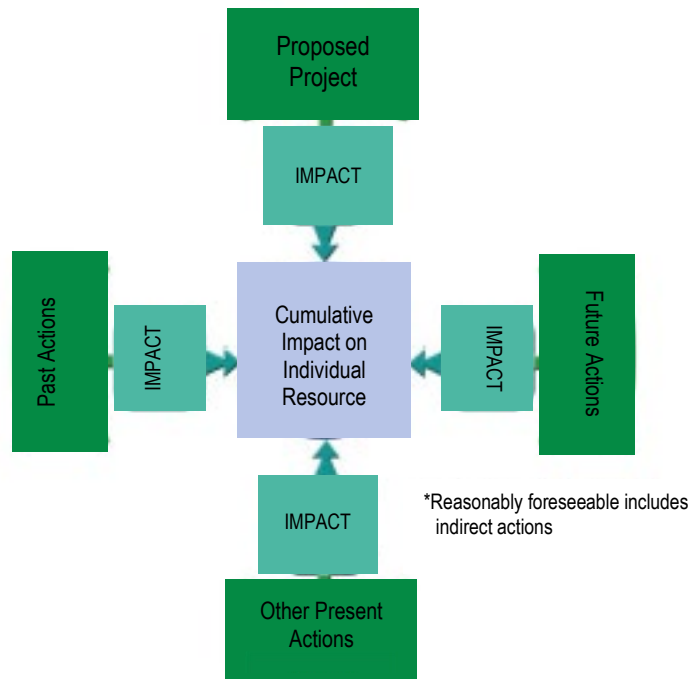 Proposed
Project
IMPACT
Past Actions
IMPACT
Cumulative
Impact on
Individual
Resource
IMPACT
Future Actions
*Reasonably foreseeable includes
indirect actions
IMPACT
Other Present
Actions